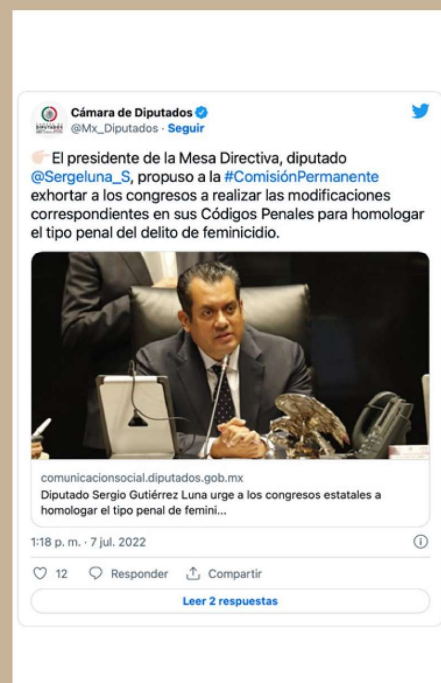 Cámara de Diputados
@Mx_Diputados · Seguir
El presidente de la Mesa Directiva, diputado
@Sergeluna_S, propuso a la #ComisiónPermanente
exhortar a los congresos a realizar las modificaciones
correspondientes en sus Códigos Penales para homologar
el tipo penal del delito de feminicidio.
comunicacionsocial.diputados.gob.mx
Diputado Sergio Gutiérrez Luna urge a los congresos estatales a
homologar el tipo penal de femini...
1:18 p. m. · 7 jul. 2022
12 Responder Compartir
Leer 2 respuestas